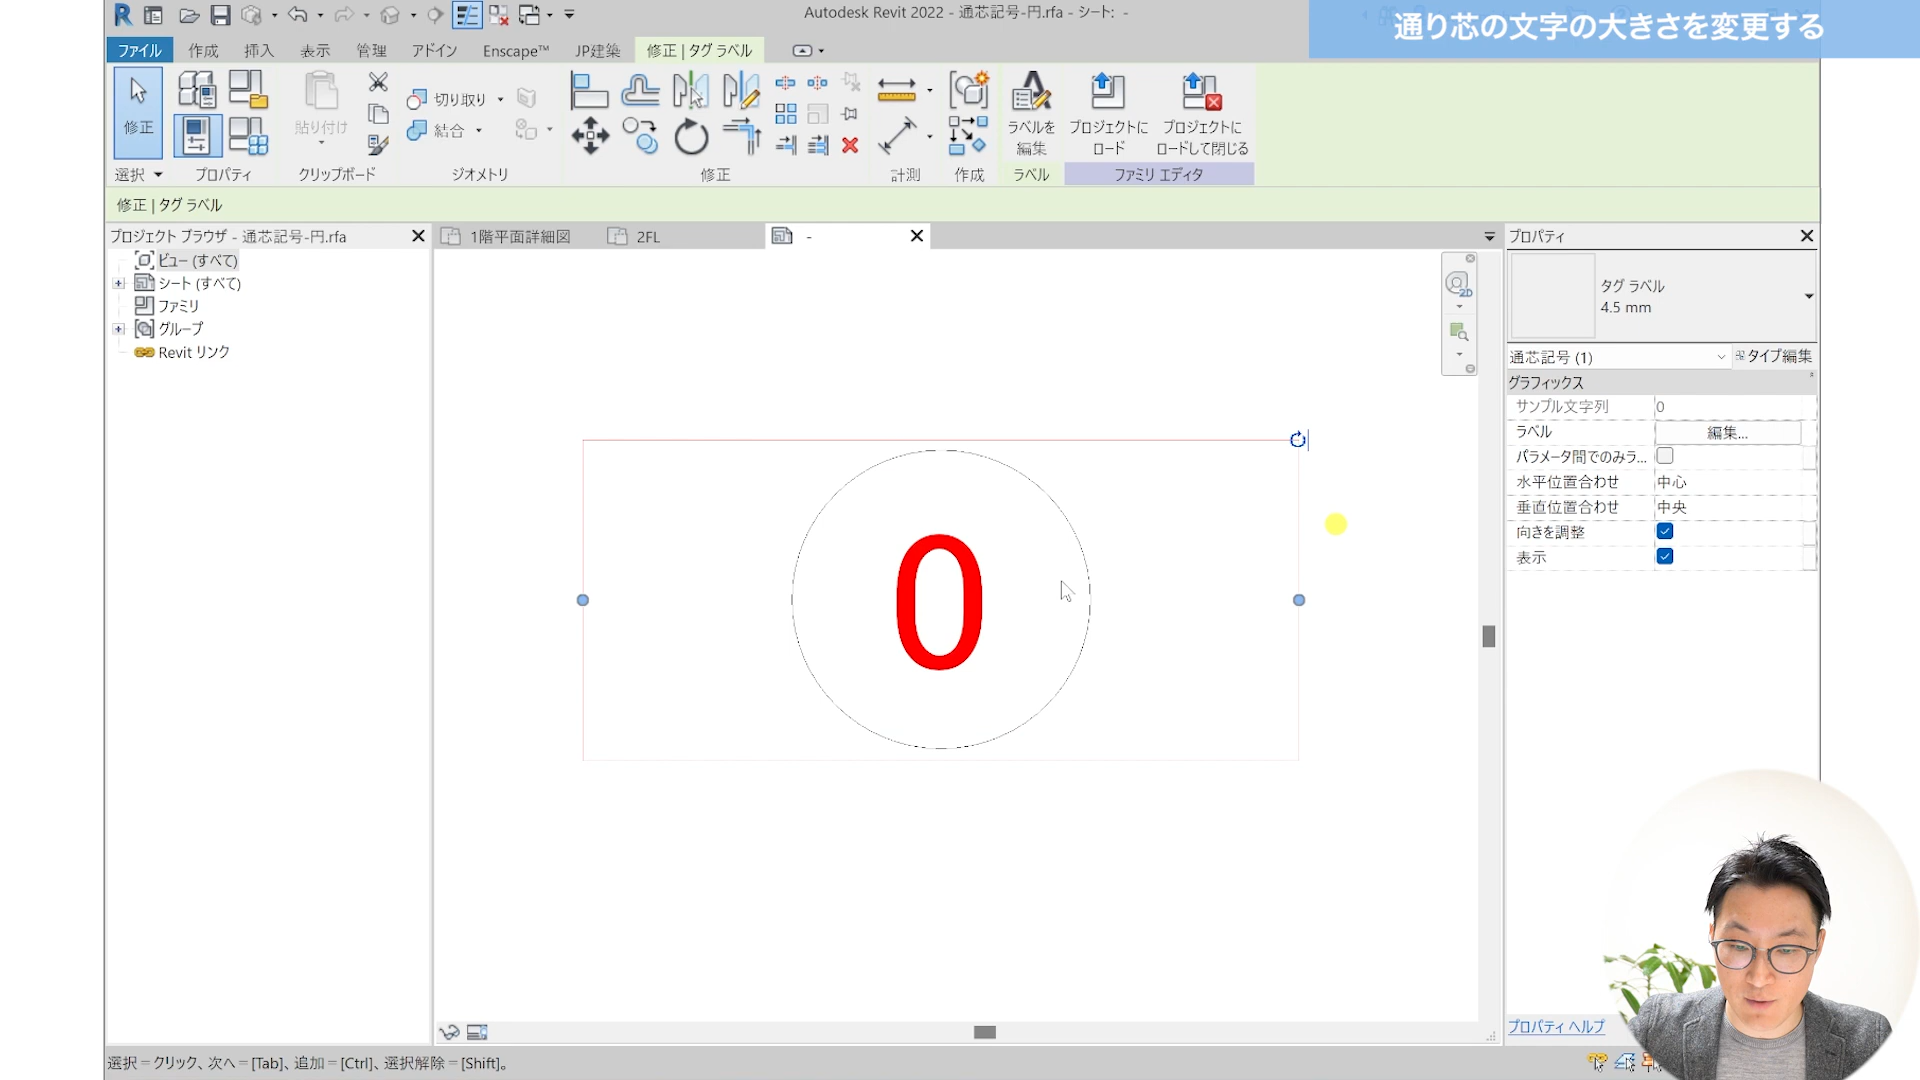 Autodesk Revit 2022 - 通芯記号-円.rfa - シート: -
通り芯の文字の大きさを変更する
ファイル 作成 挿入 表示 管理 アドイン Enscape™ JP建築 修正 | タグ ラベル
修正
貼り付け
切り取り
結合
ラベルを
編集
プロジェクトに
ロード
プロジェクトに
ロードして閉じる
選択 プロパティ クリップボード ジオメトリ 修正 計測 作成 ラベル ファミリ エディタ
修正 | タグ ラベル
プロジェクト ブラウザ - 通芯記号-円.rfa
ビュー (すべて)
シート (すべて)
ファミリ
グループ
Revit リンク
1階平面詳細図 2FL -
2D
0
プロパティ
タグ ラベル
4.5 mm
通芯記号 (1) タイプ編集
グラフィックス
サンプル文字列 0
ラベル 編集...
パラメータ間でのみラ...
水平位置合わせ 中心
垂直位置合わせ 中央
向きを調整
表示
プロパティ ヘルプ
選択 = クリック、次へ = [Tab]、追加 = [Ctrl]、選択解除 = [Shift]。